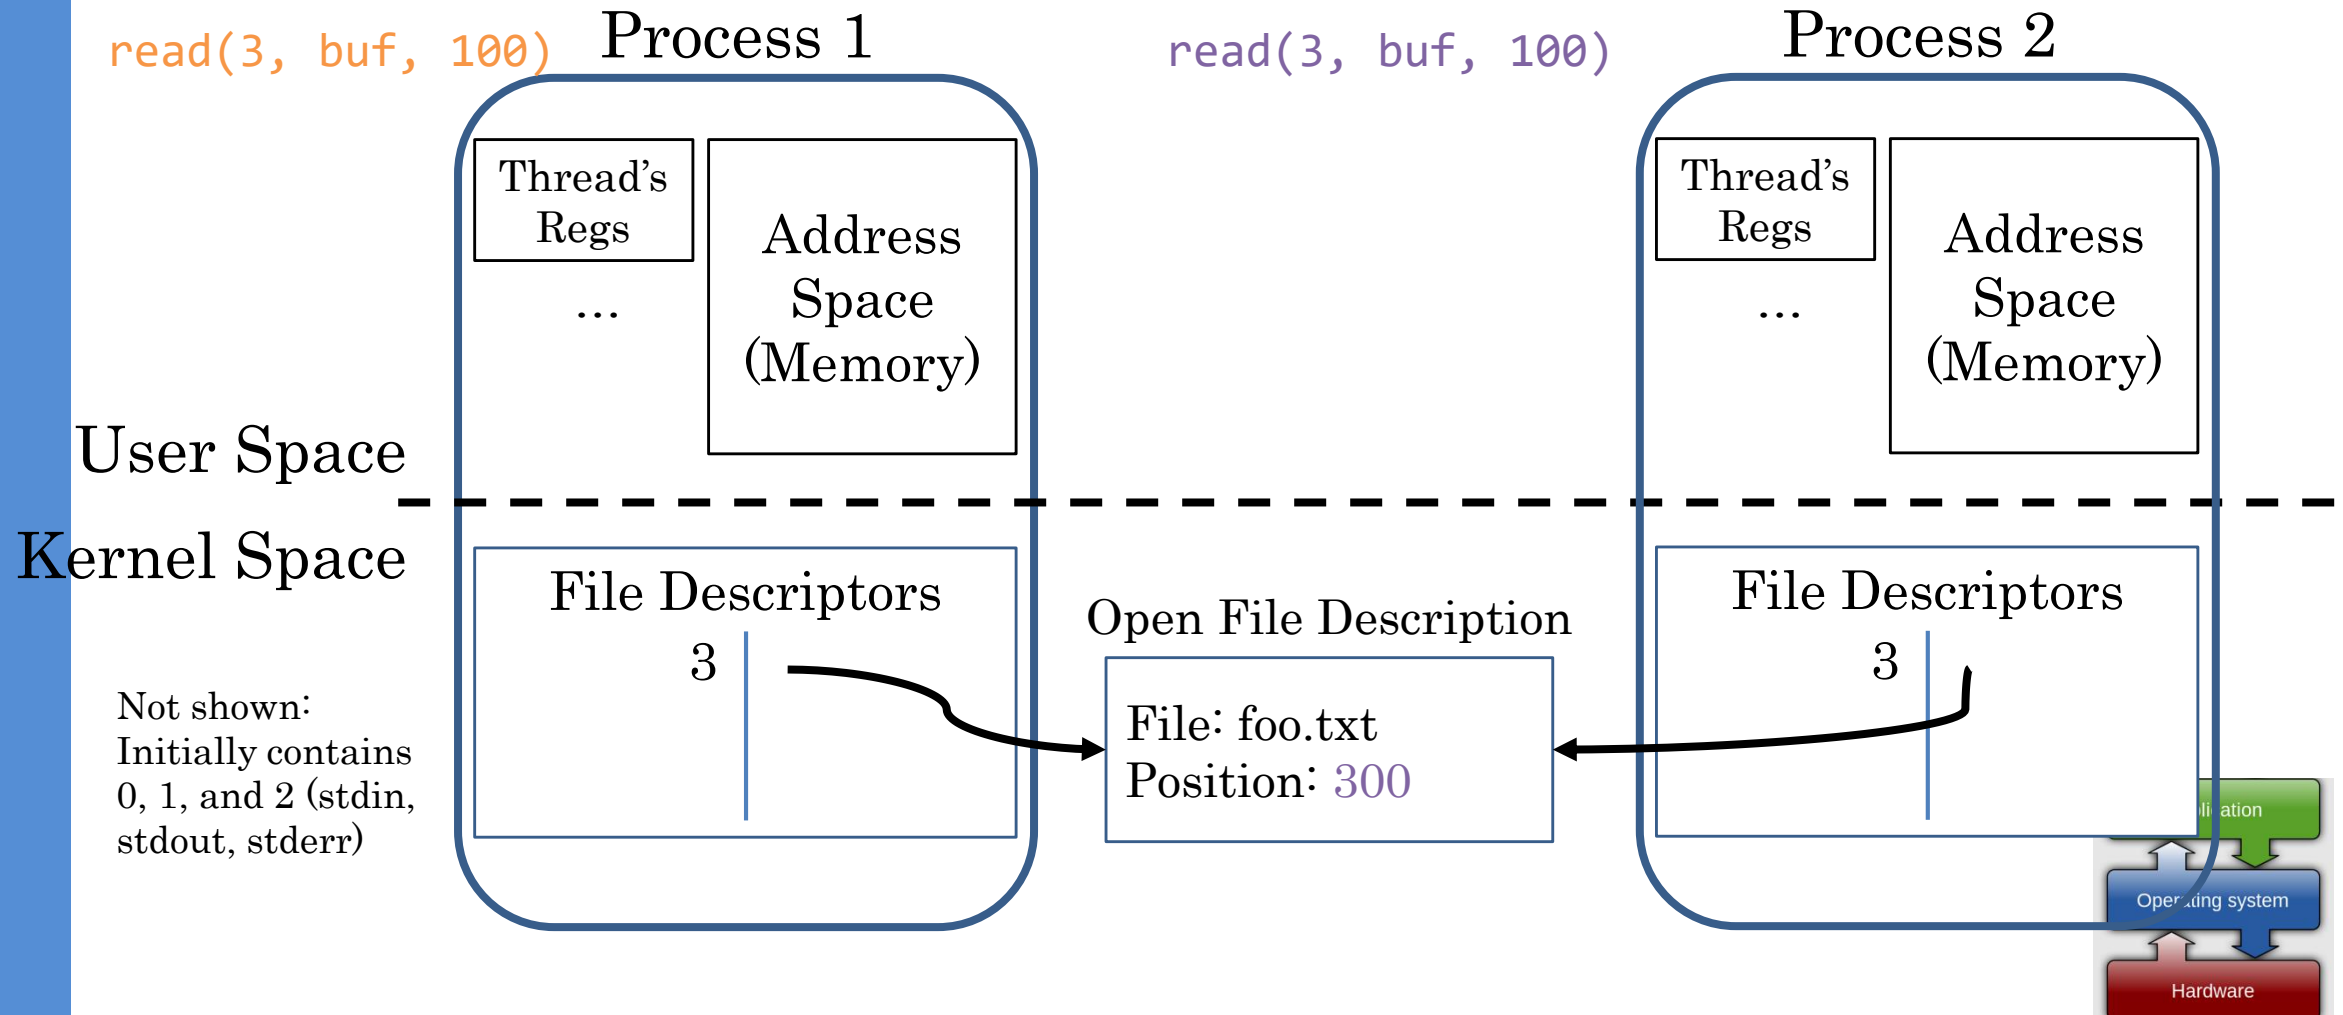 read(3, buf, 100)
Process 1
read(3, buf, 100)
Process 2
Thread's
Regs
...
Address
Space
(Memory)
Thread's
Regs
...
Address
Space
(Memory)
User Space
Kernel Space
File Descriptors
3
Open File Description
File: foo.txt
Position: 300
File Descriptors
3
Not shown:
Initially contains
0, 1, and 2 (stdin,
stdout, stderr)
Operating system
Hardware